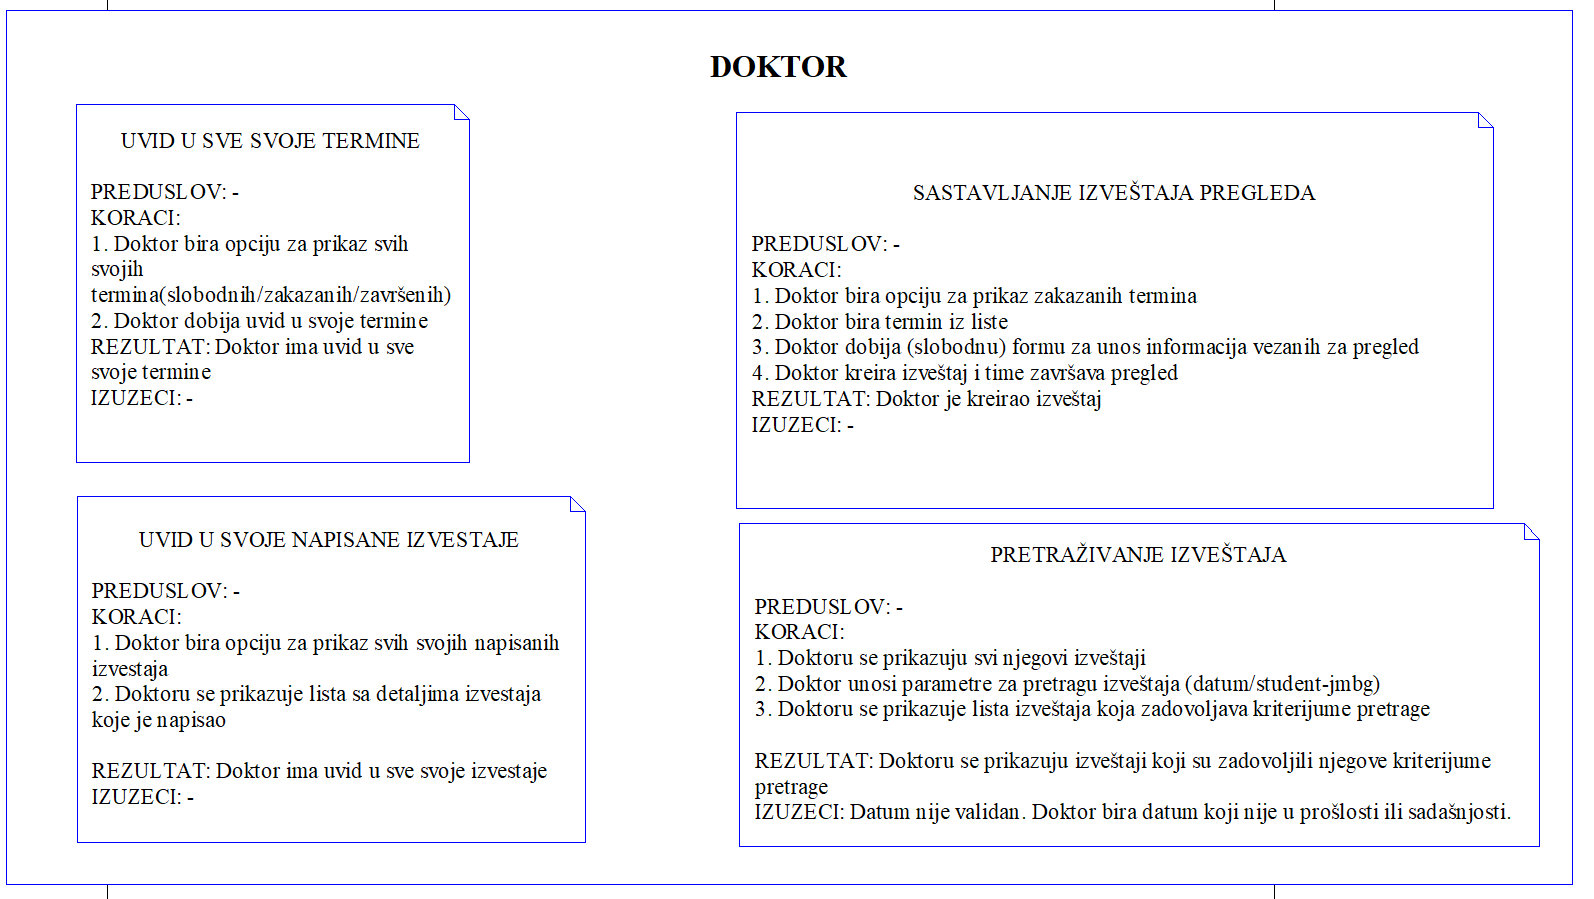 DOKTOR
UVID U SVE SVOJE TERMINE
PREDUSLOV: -
KORACI:
1. Doktor bira opciju za prikaz svih
svojih
termina(slobodnih/zakazanih/završenih)
2. Doktor dobija uvid u svoje termine
REZULTAT: Doktor ima uvid u sve
svoje termine
IZUZECI: -
SASTAVLJANJE IZVEŠTAJA PREGLEDA
PREDUSLOV: -
KORACI:
1. Doktor bira opciju za prikaz zakazanih termina
2. Doktor bira termin iz liste
3. Doktor dobija (slobodnu) formu za unos informacija vezanih za pregled
4. Doktor kreira izveštaj i time završava pregled
REZULTAT: Doktor je kreirao izveštaj
IZUZECI: -
UVID U SVOJE NAPISANE IZVESTAJE
PREDUSLOV: -
KORACI:
1. Doktor bira opciju za prikaz svih svojih napisanih
izvestaja
2. Doktoru se prikazuje lista sa detaljima izvestaja
koje je napisao
REZULTAT: Doktor ima uvid u sve svoje izvestaje
IZUZECI: -
PRETRAŽIVANJE IZVEŠTAJA
PREDUSLOV: -
KORACI:
1. Doktoru se prikazuju svi njegovi izveštaji
2. Doktor unosi parametre za pretragu izveštaja (datum/student-jmbg)
3. Doktoru se prikazuje lista izveštaja koja zadovoljava kriterijume pretrage
REZULTAT: Doktoru se prikazuju izveštaji koji su zadovoljili njegove kriterijume
pretrage
IZUZECI: Datum nije validan. Doktor bira datum koji nije u prošlosti ili sadašnjosti.